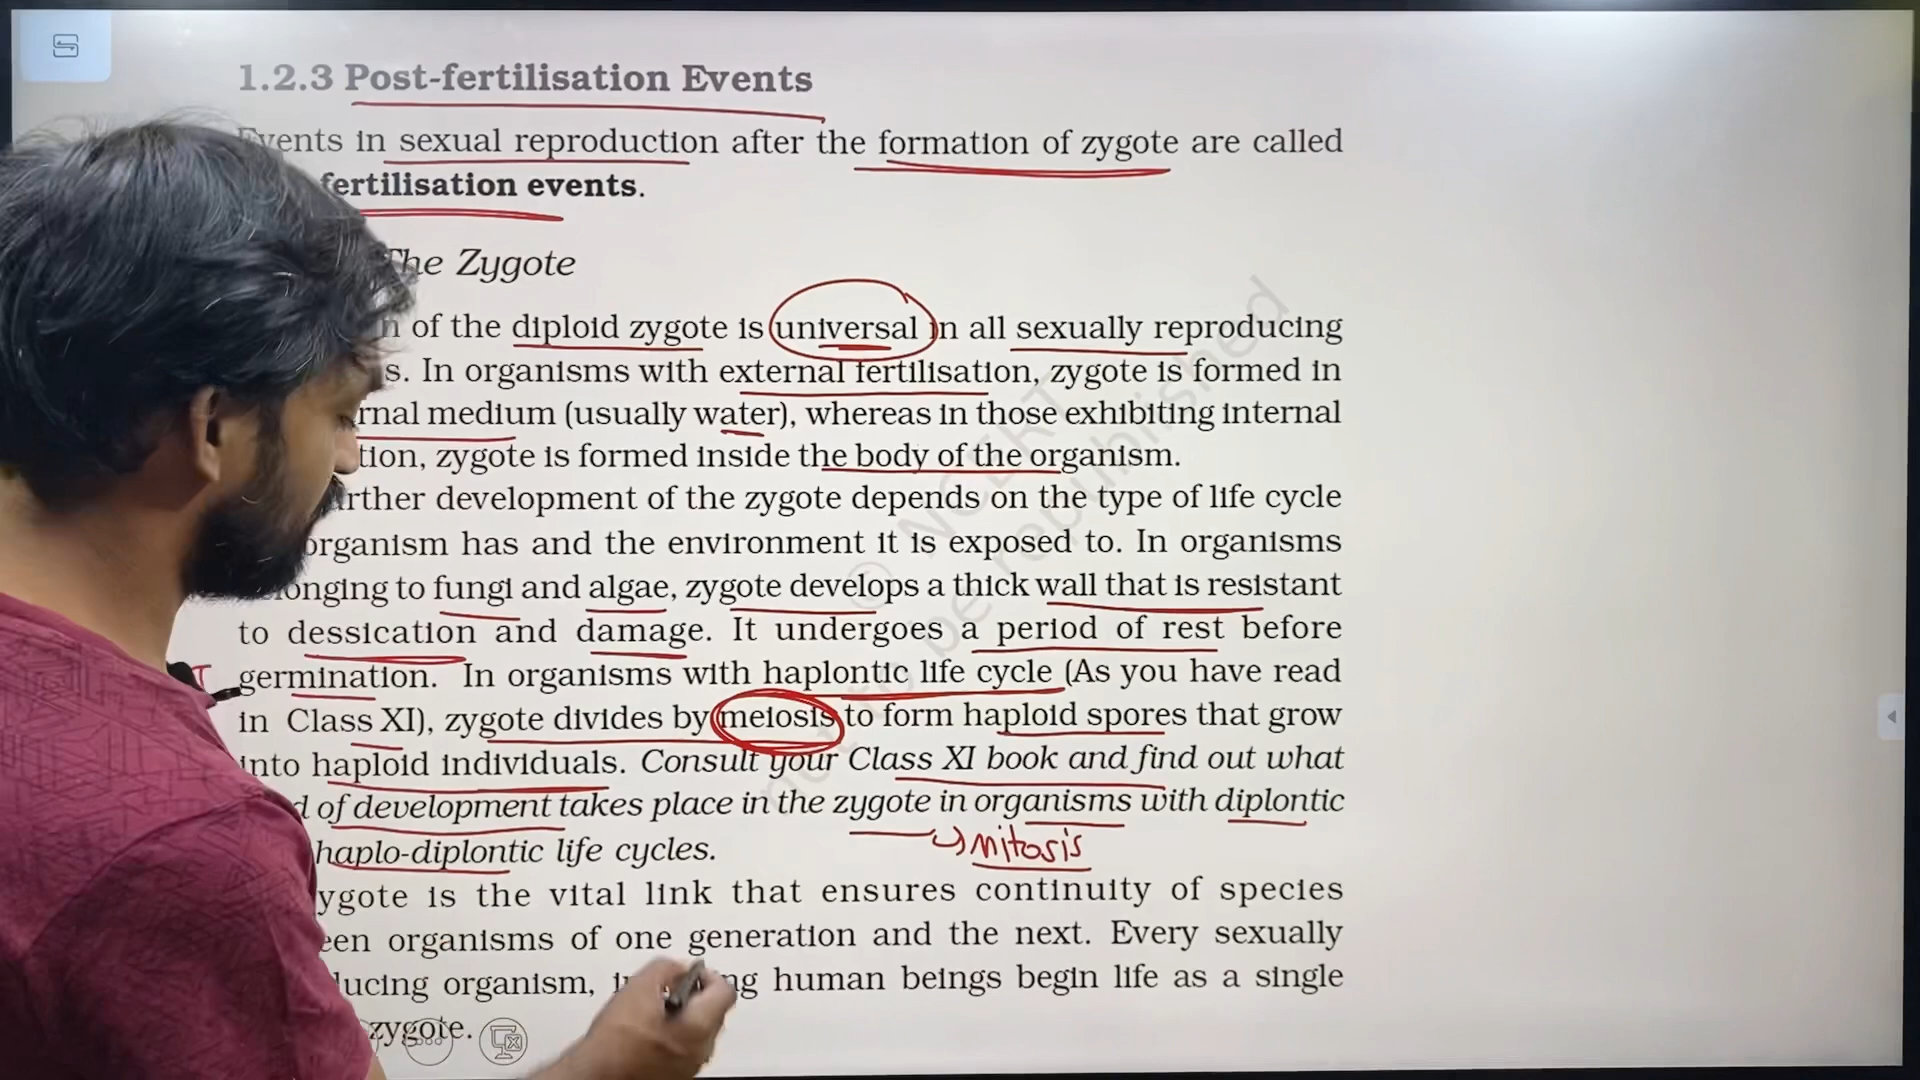 1.2.3 Post-fertilisation Events
Events in sexual reproduction after the formation of zygote are called
fertilisation events.
The Zygote
of the diploid zygote is universal in all sexually reproducing
In organisms with external fertilisation, zygote is formed in
medium (usually water), whereas in those exhibiting internal
zygote is formed inside the body of the organism.
development of the zygote depends on the type of life cycle
organism has and the environment it is exposed to. In organisms
to fungi and algae, zygote develops a thick wall that is resistant
to dessication and damage. It undergoes a period of rest before
germination. In organisms with haplontic life cycle (As you have read
in Class XI), zygote divides by meiosis to form haploid spores that grow
into haploid individuals. Consult your Class XI book and find out what
of development takes place in the zygote in organisms with diplontic
mitosis
haplo-diplontic life cycles.
is the vital link that ensures continuity of species
organisms of one generation and the next. Every sexually
organism, human beings begin life as a single
zygote.
© NCERT
not to be republished